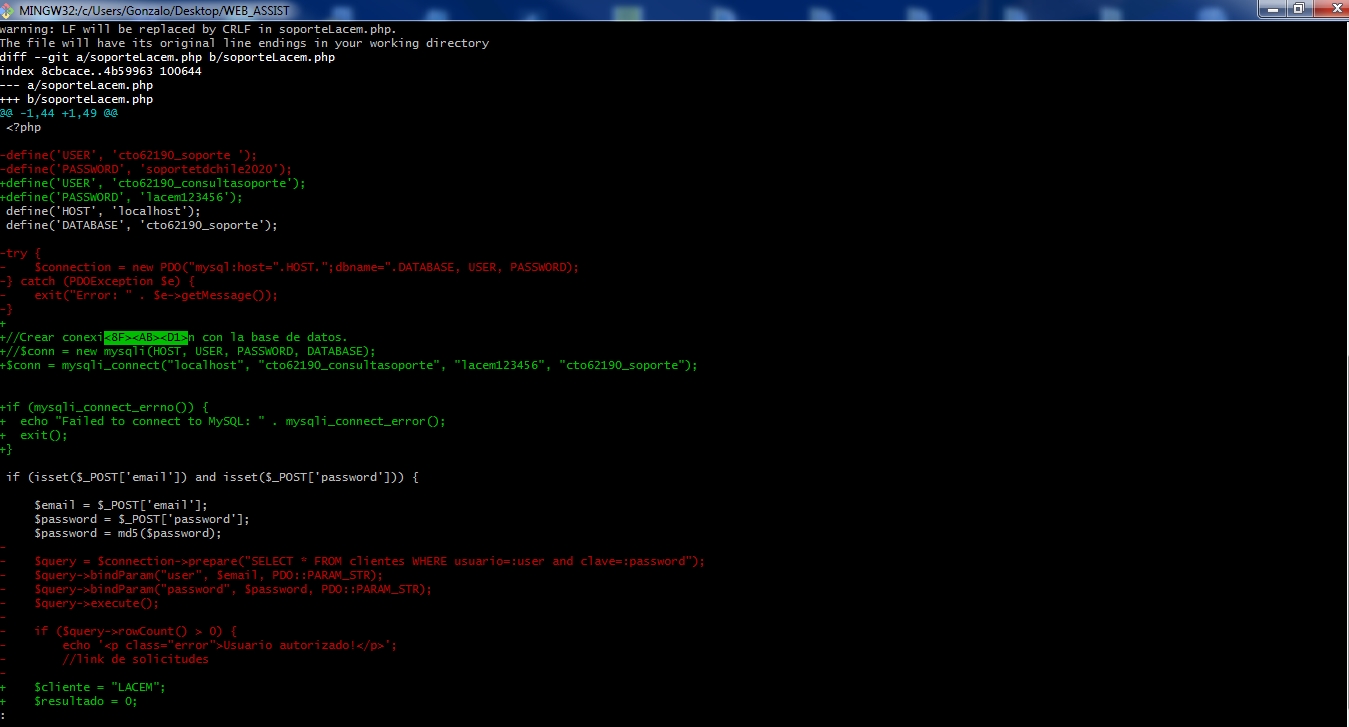 MINGW32:/c/Users/Gonzalo/Desktop/WEB_ASSIST
warning: LF will be replaced by CRLF in soporteLacem.php.
The file will have its original line endings in your working directory
diff --git a/soporteLacem.php b/soporteLacem.php
index 8cbcace..4b59963 100644
--- a/soporteLacem.php
+++ b/soporteLacem.php
@@ -1,44 +1,49 @@
 <?php
-define('USER', 'cto62190_soporte ');
-define('PASSWORD', 'soportetdchile2020');
+define('USER', 'cto62190_consultasoporte');
+define('PASSWORD', 'lacem123456');
 define('HOST', 'localhost');
 define('DATABASE', 'cto62190_soporte');
-try {
-    $connection = new PDO("mysql:host=".HOST.";dbname=".DATABASE, USER, PASSWORD);
-} catch (PDOException $e) {
-    exit("Error: " . $e->getMessage());
-}
+
+//Crear conexi<8F><AB><D1>n con la base de datos.
+//$conn = new mysqli(HOST, USER, PASSWORD, DATABASE);
+$conn = mysqli_connect("localhost", "cto62190_consultasoporte", "lacem123456", "cto62190_soporte");
+if (mysqli_connect_errno()) {
+  echo "Failed to connect to MySQL: " . mysqli_connect_error();
+  exit();
+}
 if (isset($_POST['email']) and isset($_POST['password'])) {
     $email = $_POST['email'];
     $password = $_POST['password'];
     $password = md5($password);
-
-    $query = $connection->prepare("SELECT * FROM clientes WHERE usuario=:user and clave=:password");
-    $query->bindParam("user", $email, PDO::PARAM_STR);
-    $query->bindParam("password", $password, PDO::PARAM_STR);
-    $query->execute();
-
-    if ($query->rowCount() > 0) {
-        echo '<p class="error">Usuario autorizado!</p>';
-        //link de solicitudes
-
+    $cliente = "LACEM";
+    $resultado = 0;
: